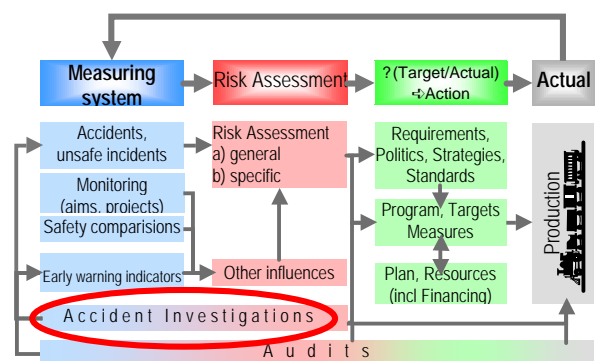 Measuring
system
Risk Assessment
?(Target/Actual)
➪Action
Actual
Accidents,
unsafe incidents
Monitoring
(aims, projects)
Safety comparisions
Early warning indicators
Risk Assessment
a) general
b) specific
Other influences
Requirements,
Politics, Strategies,
Standards
Program, Targets
Measures
Plan, Resources
(incl Financing)
Production
Accident Investigations
Audits